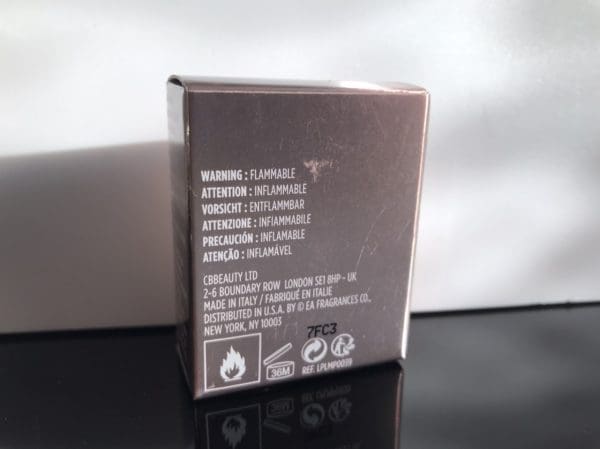 WARNING : FLAMMABLE
ATTENTION : INFLAMMABLE
VORSICHT : ENTFLAMMBAR
ATTENZIONE : INFIAMMABILE
PRECAUCIÓN : INFLAMABLE
ATENÇÃO : INFLAMÁVEL
CBBEAUTY LTD
2-6 BOUNDARY ROW LONDON SE1 8HP - UK
MADE IN ITALY / FABRIQUÉ EN ITALIE
DISTRIBUTED IN U.S.A. BY © EA FRAGRANCES CO.,
NEW YORK, NY 10003
7FC3
36M
REF. LPLMP0039